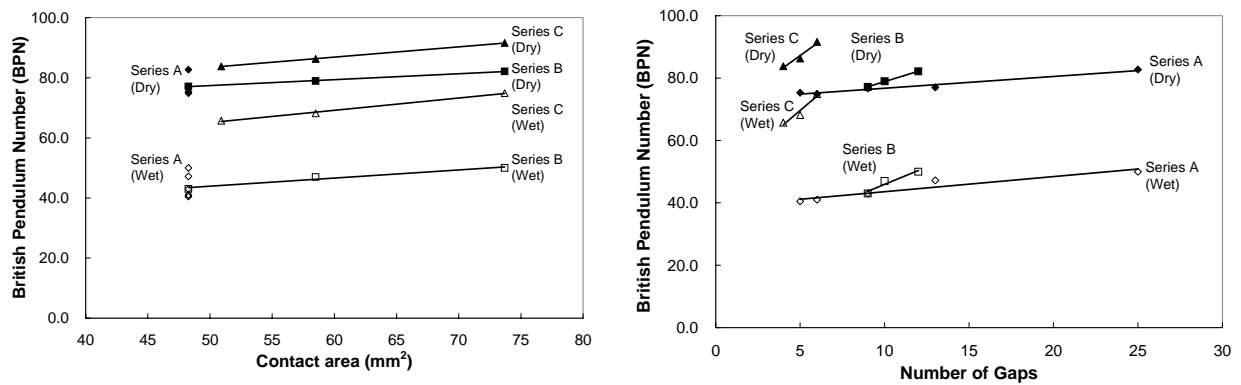 British Pendulum Number (BPN)
100.0
80.0
60.0
40.0
20.0
0.0
Series A
(Dry)
Series A
(Wet)
Series C
(Dry)
Series B
(Dry)
Series C
(Wet)
Series B
(Wet)
40 45 50 55 60 65 70 75 80
Contact area (mm²)
British Pendulum Number (BPN)
100.0
80.0
60.0
40.0
20.0
0.0
Series C
(Dry)
Series B
(Dry)
Series A
(Dry)
Series C
(Wet)
Series B
(Wet)
Series A
(Wet)
0 5 10 15 20 25 30
Number of Gaps